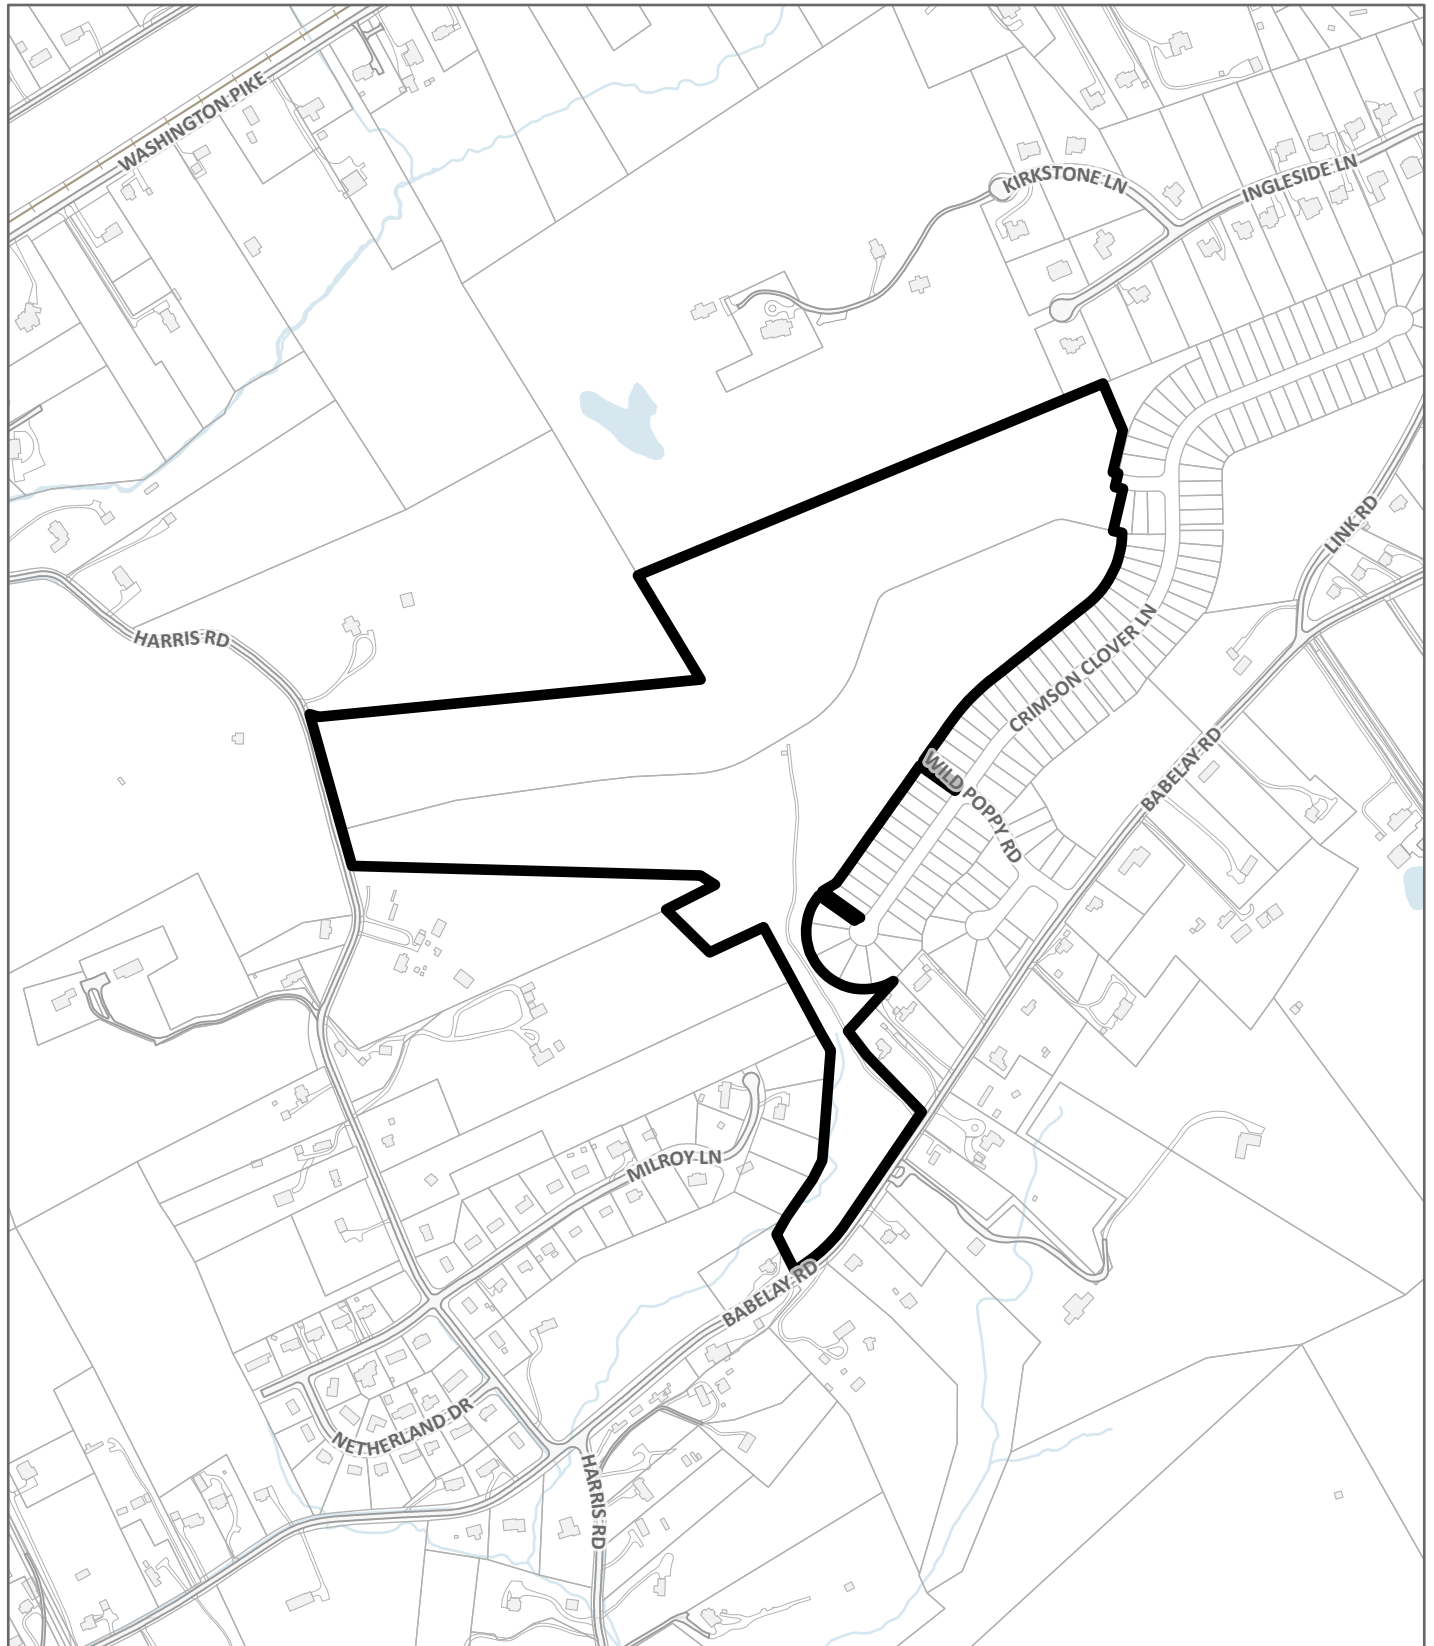 WASHINGTON PIKE
KIRKSTONE LN
INGLESIDE LN
LINK RD
HARRIS RD
CRIMSON CLOVER LN
BABELAY RD
WILD POPPY RD
MILROY LN
BABELAY RD
NETHERLAND DR
HARRIS RD